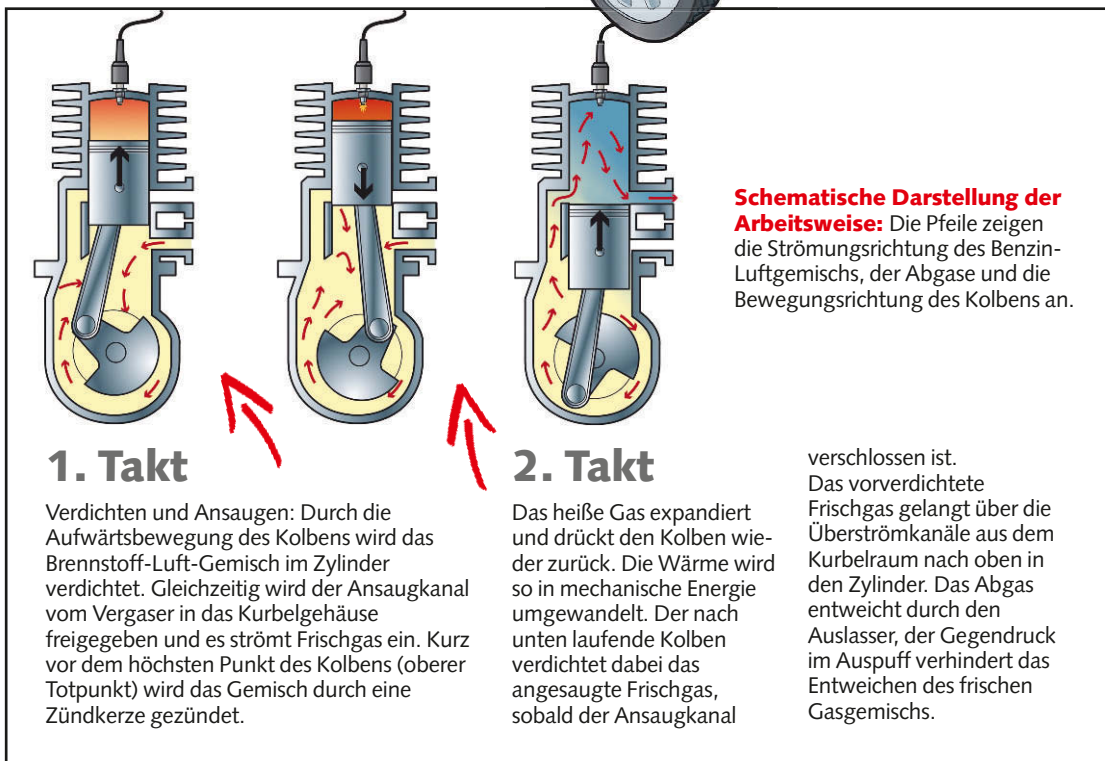 Schematische Darstellung der
Arbeitsweise: Die Pfeile zeigen
die Strömungsrichtung des Benzin-
Luftgemischs, der Abgase und die
Bewegungsrichtung des Kolbens an.
1. Takt
Verdichten und Ansaugen: Durch die
Aufwärtsbewegung des Kolbens wird das
Brennstoff-Luft-Gemisch im Zylinder
verdichtet. Gleichzeitig wird der Ansaugkanal
vom Vergaser in das Kurbelgehäuse
freigegeben und es strömt Frischgas ein. Kurz
vor dem höchsten Punkt des Kolbens (oberer
Totpunkt) wird das Gemisch durch eine
Zündkerze gezündet.
2. Takt
Das heiße Gas expandiert
und drückt den Kolben wie-
der zurück. Die Wärme wird
so in mechanische Energie
umgewandelt. Der nach
unten laufende Kolben
verdichtet dabei das
angesaugte Frischgas,
sobald der Ansaugkanal
verschlossen ist.
Das vorverdichtete
Frischgas gelangt über die
Überströmkanäle aus dem
Kurbelraum nach oben in
den Zylinder. Das Abgas
entweicht durch den
Auslasser, der Gegendruck
im Auspuff verhindert das
Entweichen des frischen
Gasgemischs.